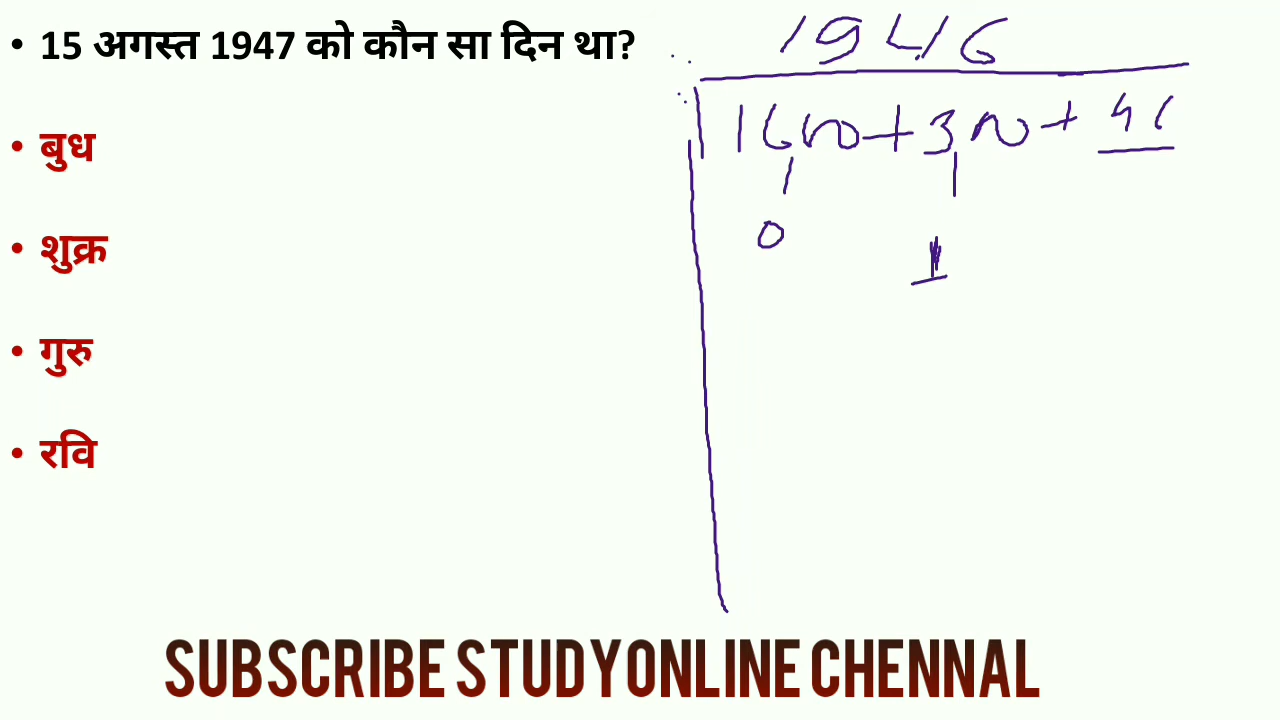 • 15 अगस्त 1947 को कौन सा दिन था?
• बुध
• शुक्र
• गुरु
• रवि
1946
1600+300+46
0 1
SUBSCRIBE STUDYONLINE CHENNAL